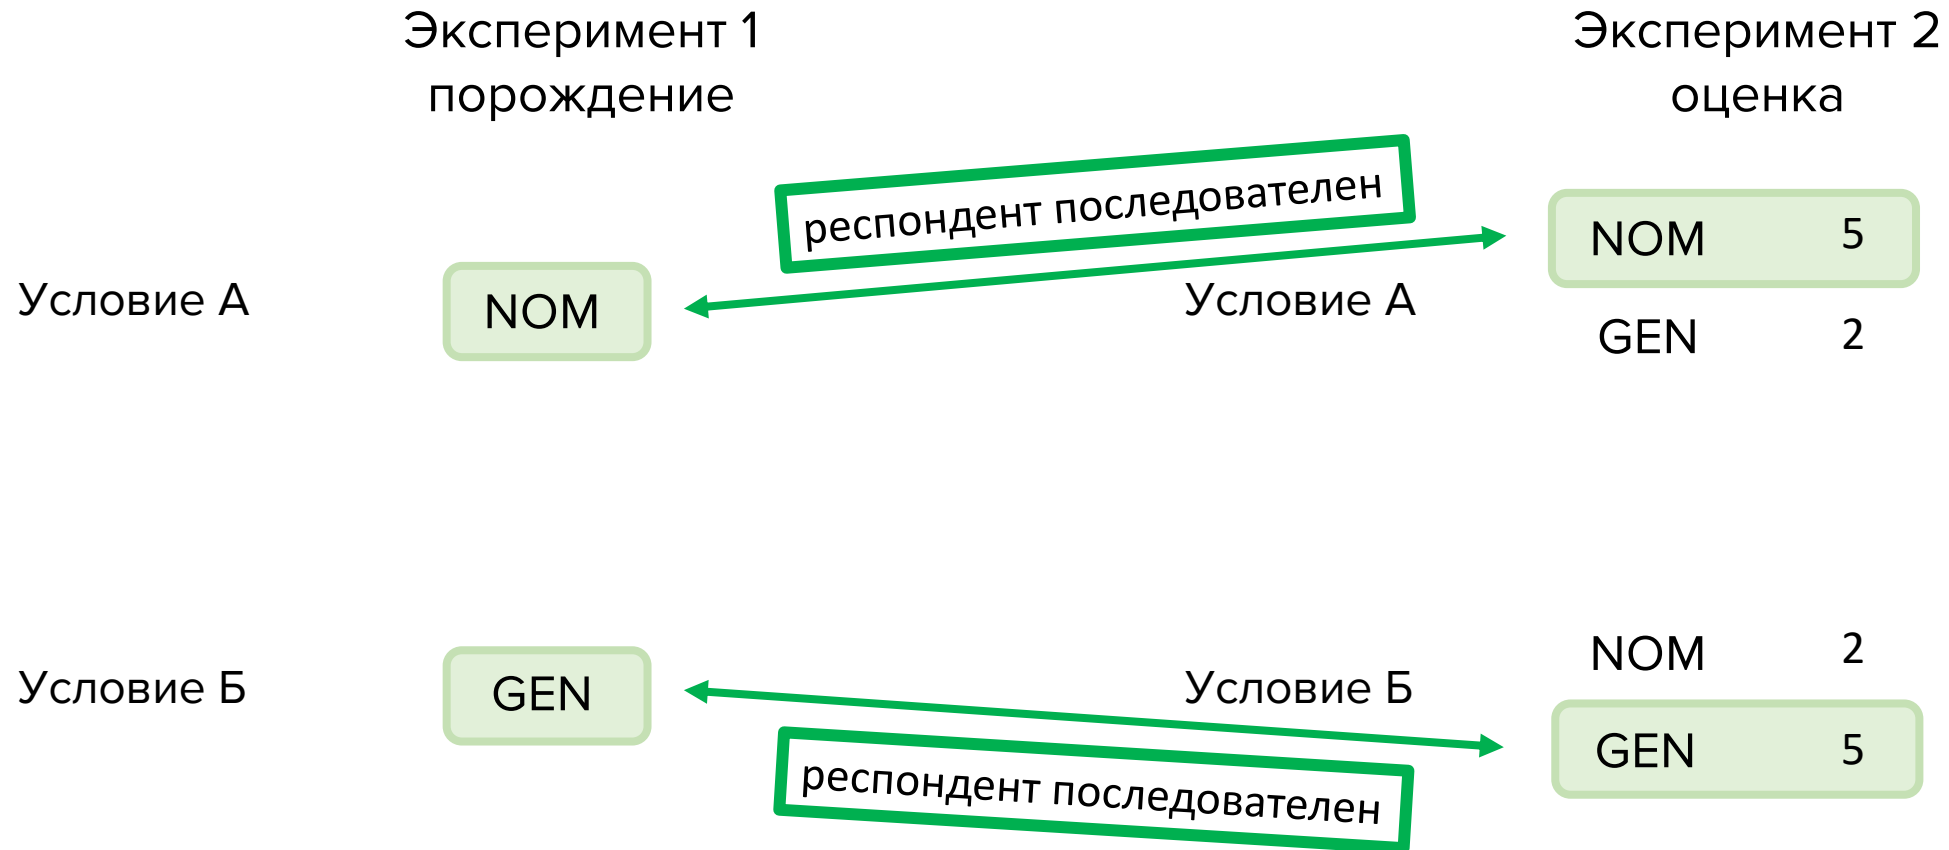 Эксперимент 1
порождение
Эксперимент 2
оценка
респондент последователен
NOM 5
Условие А
NOM
Условие А
GEN 2
NOM 2
Условие Б
GEN
Условие Б
GEN 5
респондент последователен